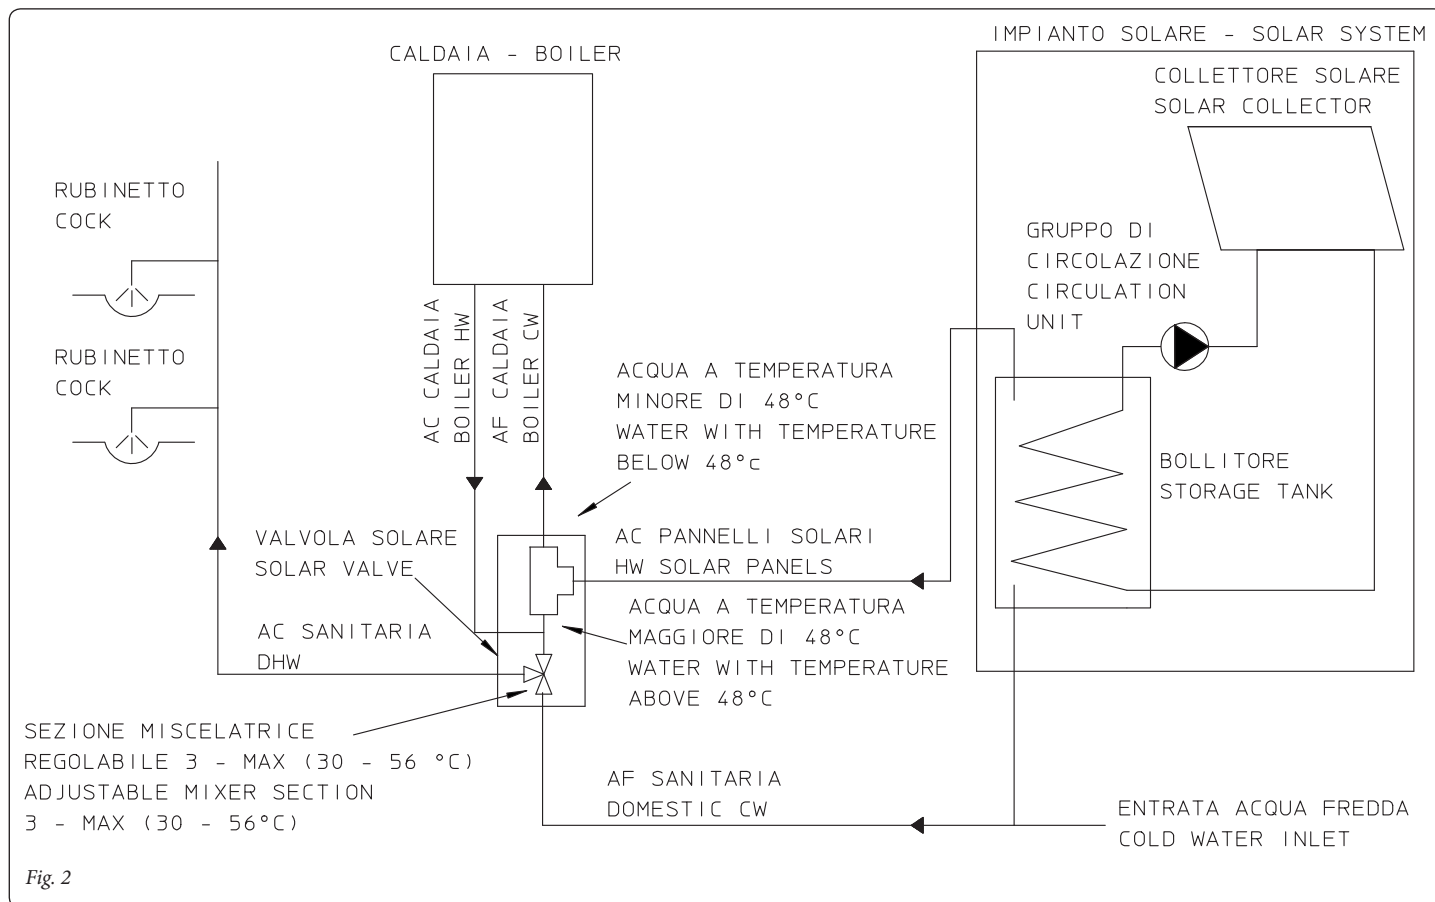 IMPIANTO SOLARE - SOLAR SYSTEM
CALDAIA - BOILER
COLLETTORE SOLARE
SOLAR COLLECTOR
RUBINETTO
COCK
GRUPPO DI
CIRCOLAZIONE
CIRCULATION
UNIT
AC CALDAIA
BOILER HW
AF CALDAIA
BOILER CW
RUBINETTO
COCK
ACQUA A TEMPERATURA
MINORE DI 48°C
WATER WITH TEMPERATURE
BELOW 48°c
BOLLITORE
STORAGE TANK
VALVOLA SOLARE
SOLAR VALVE
AC PANNELLI SOLARI
HW SOLAR PANELS
AC SANITARIA
DHW
ACQUA A TEMPERATURA
MAGGIORE DI 48°C
WATER WITH TEMPERATURE
ABOVE 48°C
SEZIONE MISCELATRICE
REGOLABILE 3 - MAX (30 - 56 °C)
ADJUSTABLE MIXER SECTION
3 - MAX (30 - 56°C)
AF SANITARIA
DOMESTIC CW
ENTRATA ACQUA FREDDA
COLD WATER INLET
Fig. 2